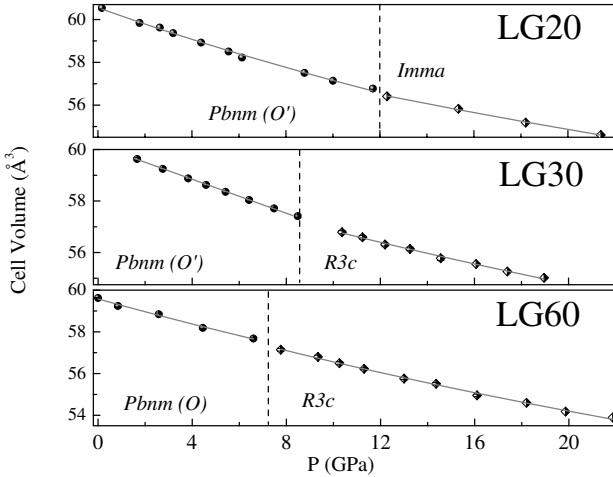 LG20
60
58
56
Imma
Pbnm (O')
LG30
60
58
56
Pbnm (O')
R3c
LG60
60
58
56
54
Pbnm (O)
R3c
0 4 8 12 16 20
P (GPa)
Cell Volume (Å³)